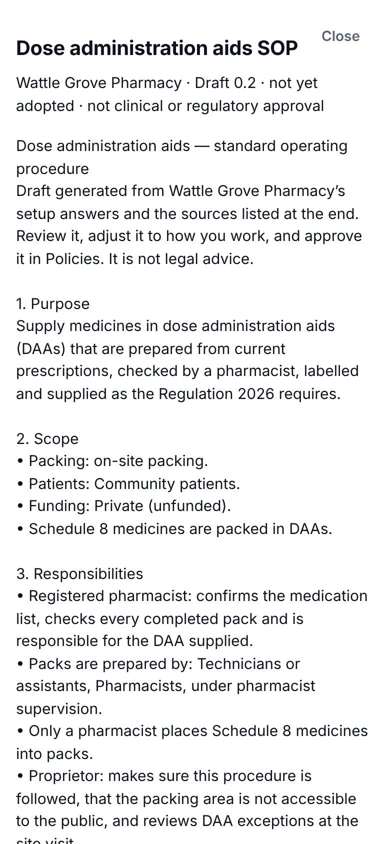 Close
Dose administration aids SOP
Wattle Grove Pharmacy · Draft 0.2 · not yet
adopted · not clinical or regulatory approval
Dose administration aids — standard operating
procedure
Draft generated from Wattle Grove Pharmacy’s
setup answers and the sources listed at the end.
Review it, adjust it to how you work, and approve
it in Policies. It is not legal advice.
1. Purpose
Supply medicines in dose administration aids
(DAAs) that are prepared from current
prescriptions, checked by a pharmacist, labelled
and supplied as the Regulation 2026 requires.
2. Scope
• Packing: on-site packing.
• Patients: Community patients.
• Funding: Private (unfunded).
• Schedule 8 medicines are packed in DAAs.
3. Responsibilities
• Registered pharmacist: confirms the medication
list, checks every completed pack and is
responsible for the DAA supplied.
• Packs are prepared by: Technicians or
assistants, Pharmacists, under pharmacist
supervision.
• Only a pharmacist places Schedule 8 medicines
into packs.
• Proprietor: makes sure this procedure is
followed, that the packing area is not accessible
to the public, and reviews DAA exceptions at the
site visit.